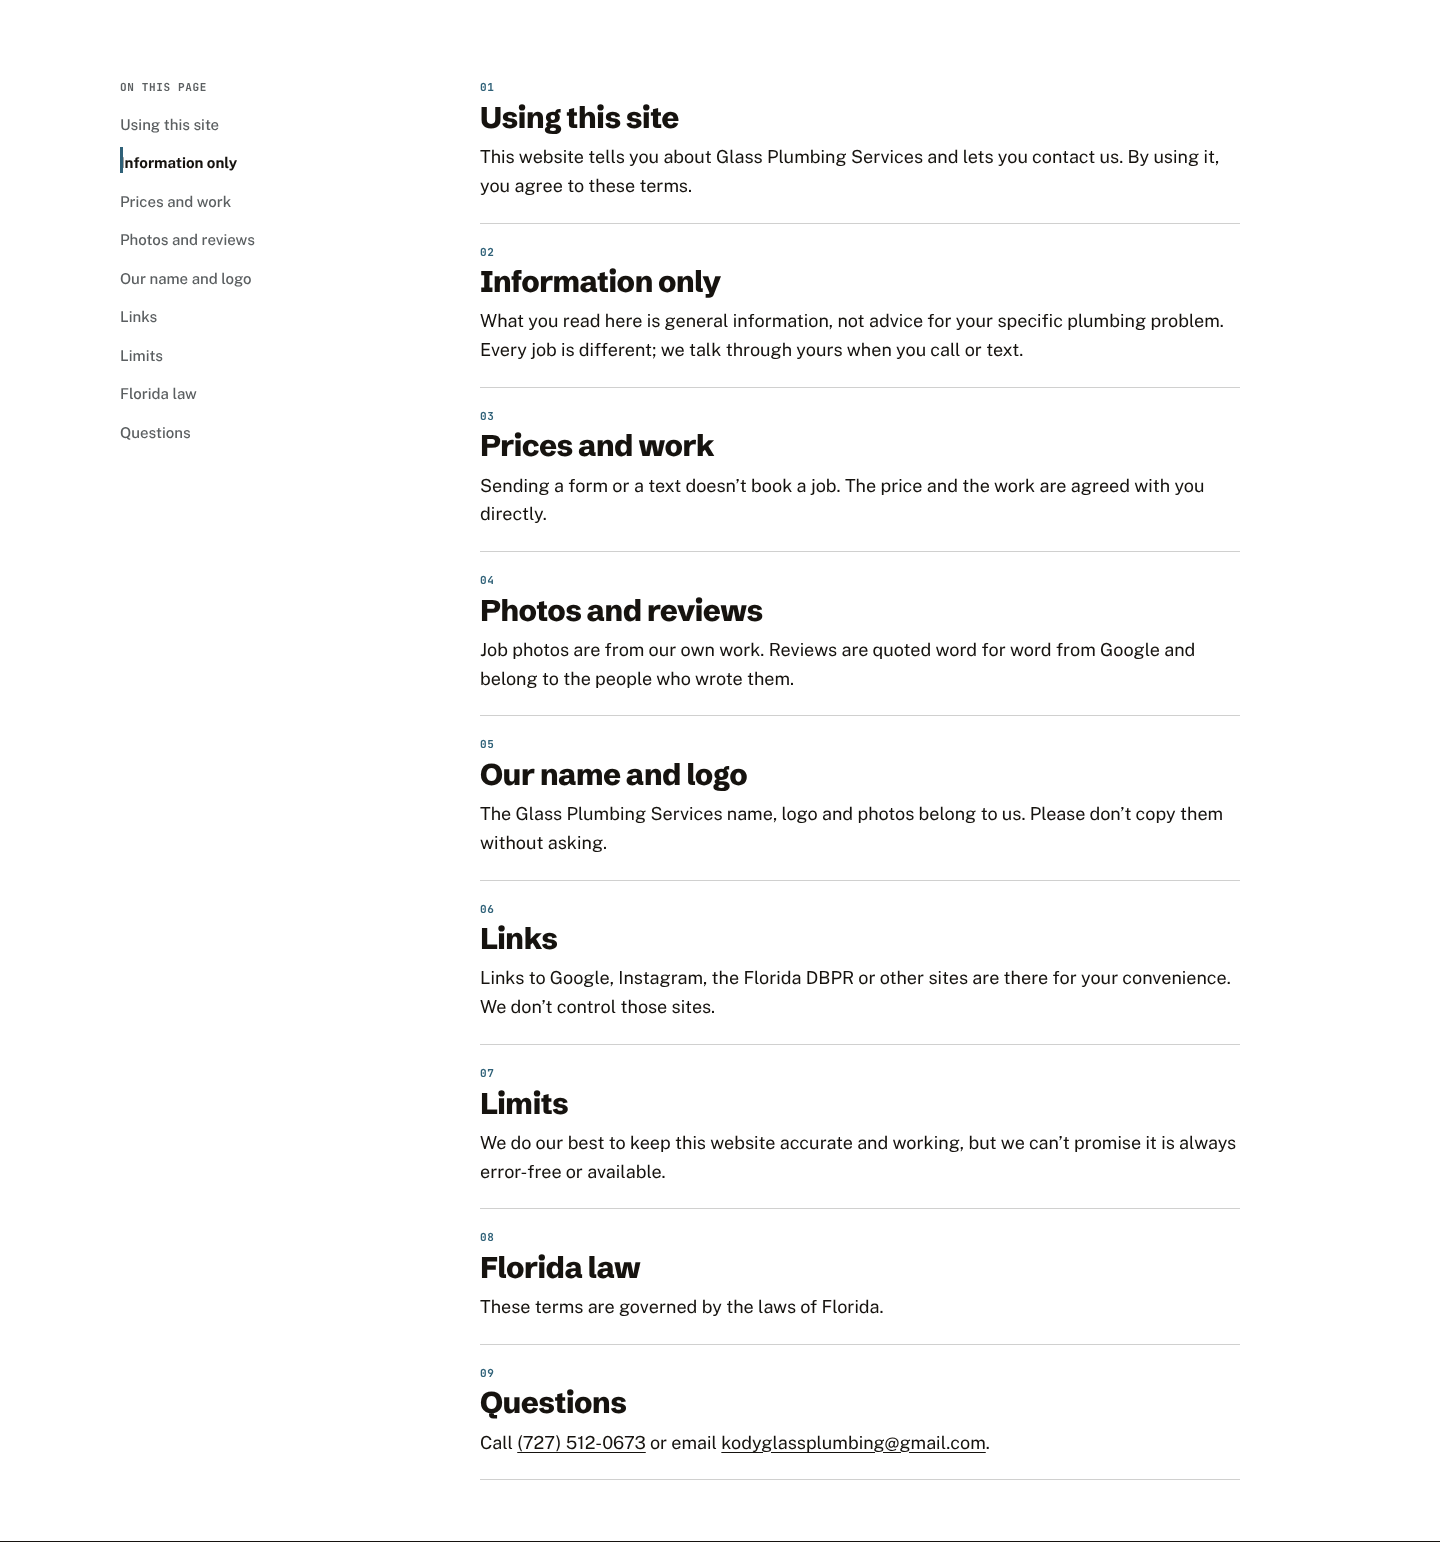 ON THIS PAGE
Using this site
Information only
Prices and work
Photos and reviews
Our name and logo
Links
Limits
Florida law
Questions
01
Using this site
This website tells you about Glass Plumbing Services and lets you contact us. By using it,
you agree to these terms.
02
Information only
What you read here is general information, not advice for your specific plumbing problem.
Every job is different; we talk through yours when you call or text.
03
Prices and work
Sending a form or a text doesn’t book a job. The price and the work are agreed with you
directly.
04
Photos and reviews
Job photos are from our own work. Reviews are quoted word for word from Google and
belong to the people who wrote them.
05
Our name and logo
The Glass Plumbing Services name, logo and photos belong to us. Please don’t copy them
without asking.
06
Links
Links to Google, Instagram, the Florida DBPR or other sites are there for your convenience.
We don’t control those sites.
07
Limits
We do our best to keep this website accurate and working, but we can’t promise it is always
error-free or available.
08
Florida law
These terms are governed by the laws of Florida.
09
Questions
Call (727) 512-0673 or email kodyglassplumbing@gmail.com.